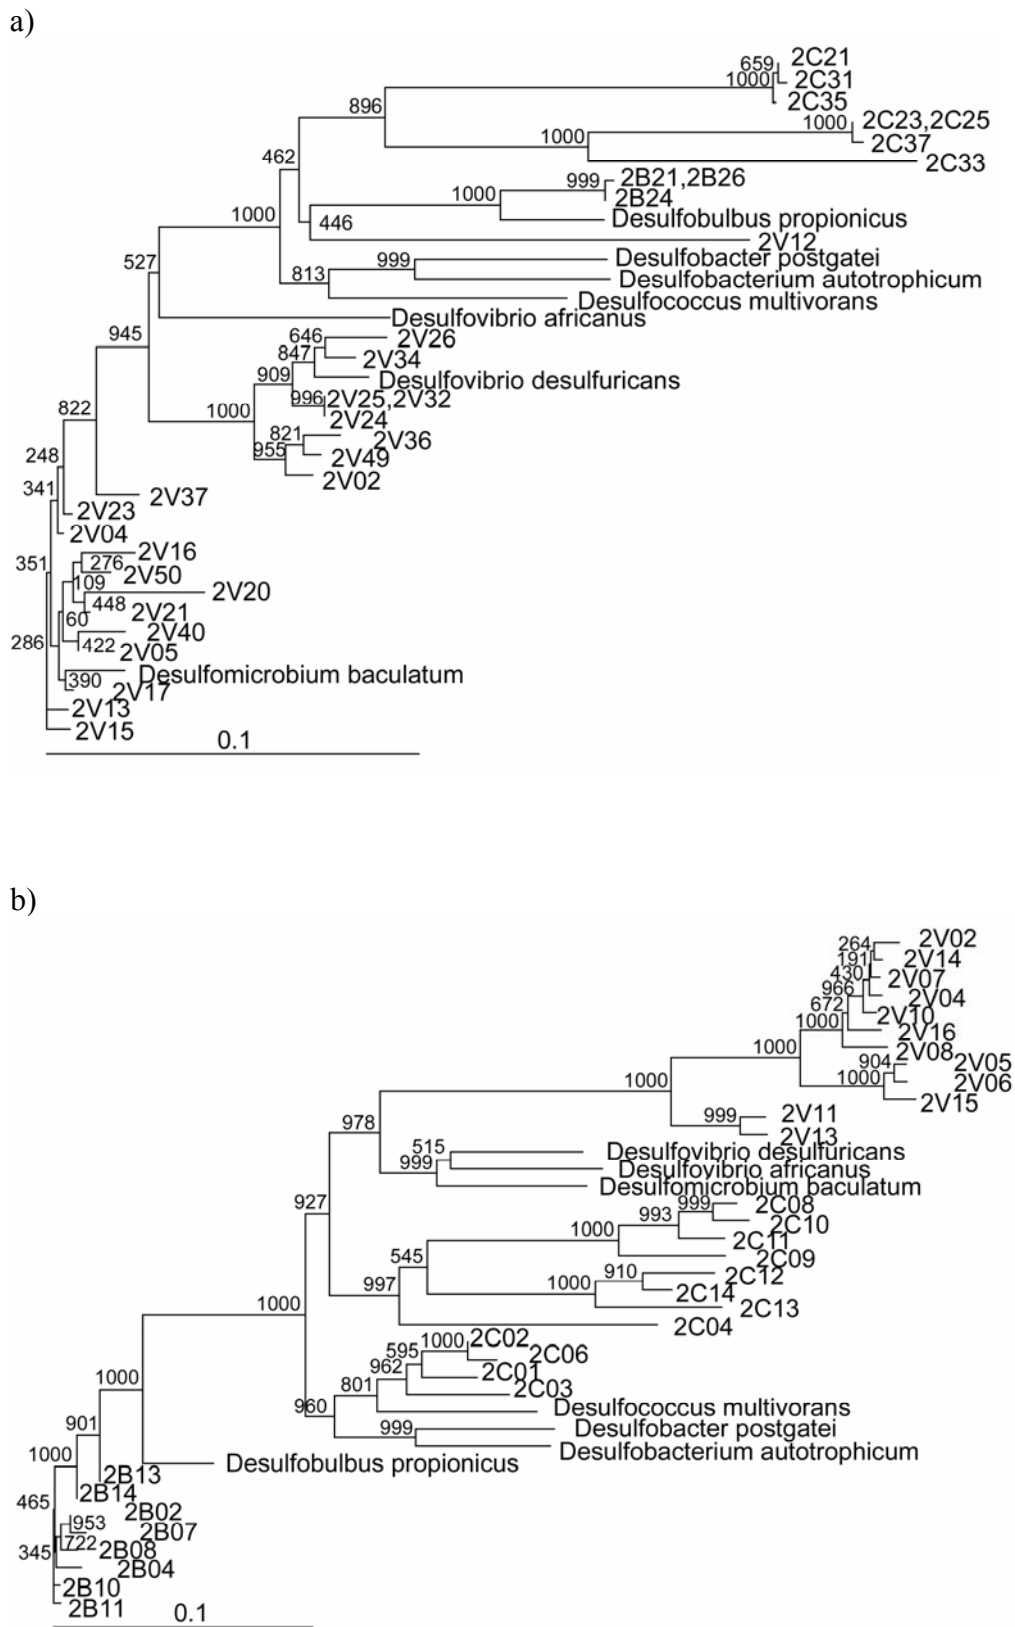 a)
659 2C21
1000 2C31
2C35
896
1000 2C23,2C25
1000 2C37
2C33
462
999 2B21,2B26
1000 2B24
Desulfobulbus propionicus
1000 446
2V12
Desulfobacter postgatei
527 999
813 Desulfobacterium autotrophicum
Desulfococcus multivorans
Desulfovibrio africanus
945 646 2V26
847 2V34
909 Desulfovibrio desulfuricans
996 2V25,2V32
822 1000 2V24
821 2V36
955 2V49
248 2V02
341 2V37
2V23
2V04
351 2V16
276 2V50
109 2V20
448
60 2V21
2V40
286 422 2V05
Desulfomicrobium baculatum
390 2V17
2V13
2V15
0.1
b)
264 2V02
191 2V14
430 2V07
966 2V04
672 2V10
1000 2V16
2V08
1000 904 2V05
1000 1000 2V06
2V15
999 2V11
978 2V13
515 Desulfovibrio desulfuricans
999 Desulfovibrio africanus
Desulfomicrobium baculatum
927 999 2C08
993 2C10
1000 2C11
545 2C09
910 2C12
997 1000 2C14
1000 2C13
2C04
1000 2C02
595 2C06
962 2C01
1000 801 2C03
960 Desulfococcus multivorans
999 Desulfobacter postgatei
901 Desulfobacterium autotrophicum
1000 Desulfobulbus propionicus
2B13
2B14
465 2B02
953 2B07
722 2B08
345 2B04
2B10
2B11
0.1